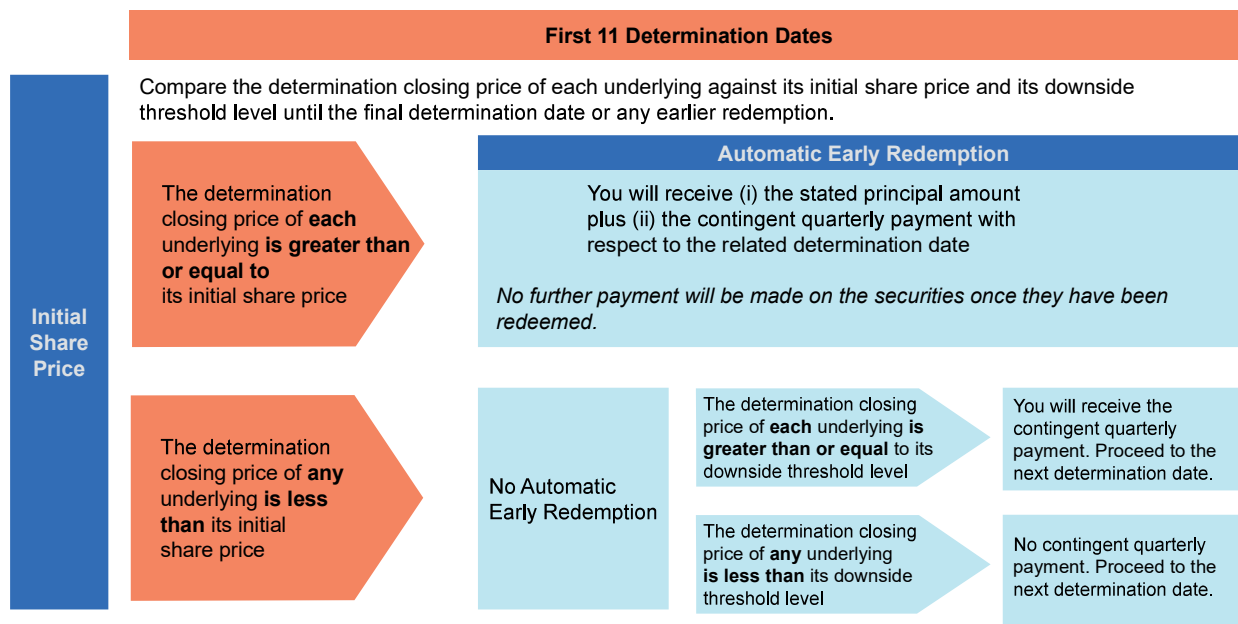 First 11 Determination Dates
Initial
Share
Price
Compare the determination closing price of each underlying against its initial share price and its downside
threshold level until the final determination date or any earlier redemption.
The determination
closing price of each
underlying is greater than
or equal to
its initial share price
Automatic Early Redemption
You will receive (i) the stated principal amount
plus (ii) the contingent quarterly payment with
respect to the related determination date
No further payment will be made on the securities once they have been
redeemed.
The determination
closing price of any
underlying is less
than its initial
share price
No Automatic
Early Redemption
The determination closing
price of each underlying is
greater than or equal to its
downside threshold level
You will receive the
contingent quarterly
payment. Proceed to the
next determination date.
The determination closing
price of any underlying
is less than its downside
threshold level
No contingent quarterly
payment. Proceed to the
next determination date.